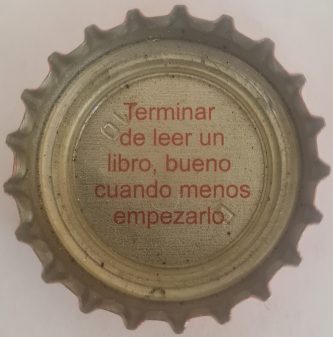 Terminar
de leer un
libro, bueno
cuando menos
empezarlo.